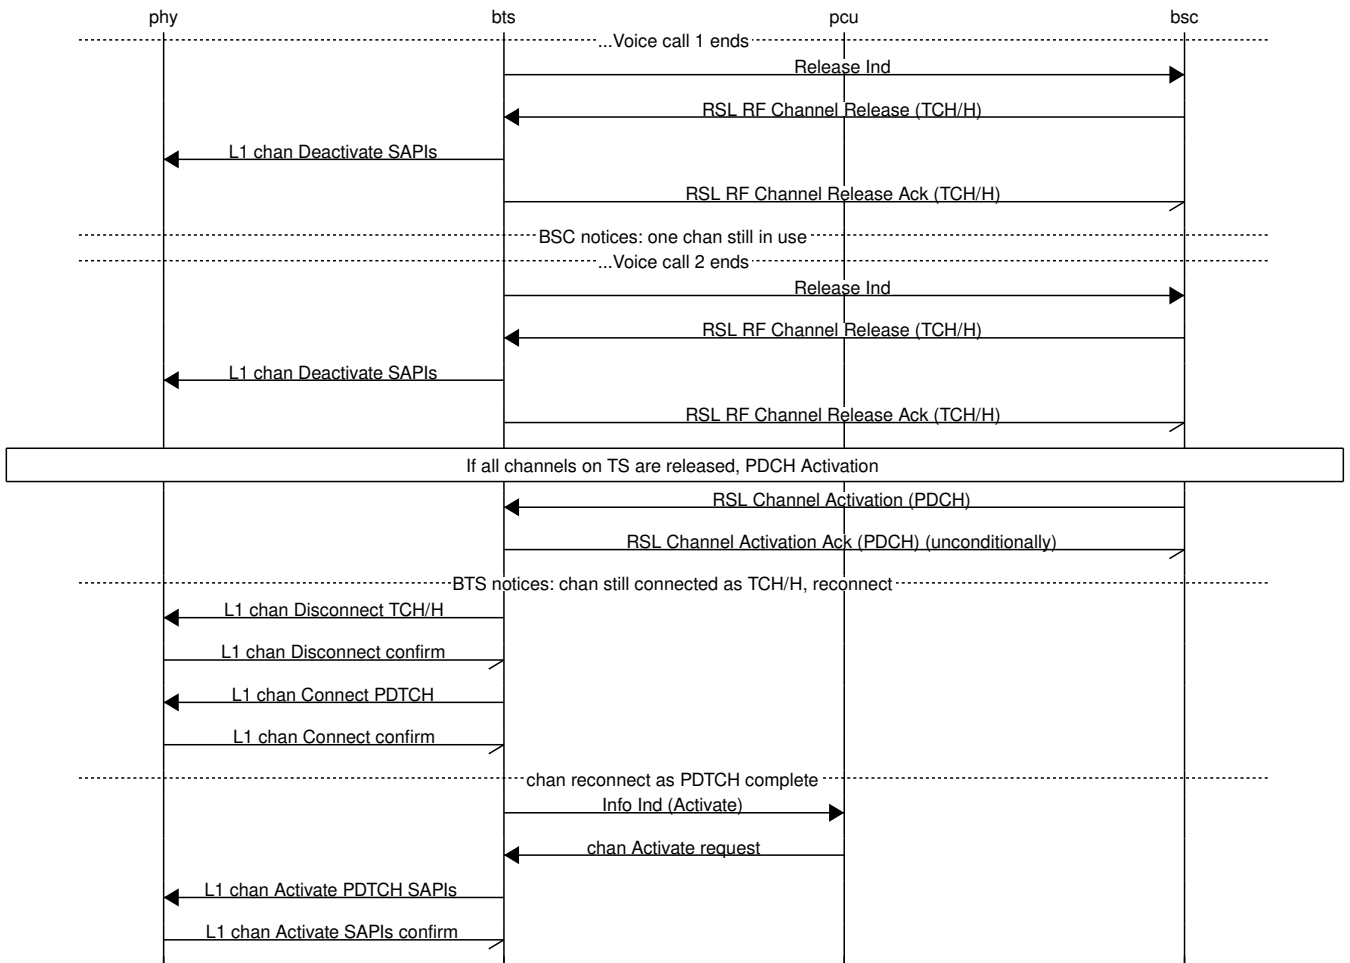 phy bts pcu bsc
...Voice call 1 ends
Release Ind
RSL RF Channel Release (TCH/H)
L1 chan Deactivate SAPIs
RSL RF Channel Release Ack (TCH/H)
BSC notices: one chan still in use
...Voice call 2 ends
Release Ind
RSL RF Channel Release (TCH/H)
L1 chan Deactivate SAPIs
RSL RF Channel Release Ack (TCH/H)
If all channels on TS are released, PDCH Activation
RSL Channel Activation (PDCH)
RSL Channel Activation Ack (PDCH) (unconditionally)
BTS notices: chan still connected as TCH/H, reconnect
L1 chan Disconnect TCH/H
L1 chan Disconnect confirm
L1 chan Connect PDTCH
L1 chan Connect confirm
chan reconnect as PDTCH complete
Info Ind (Activate)
chan Activate request
L1 chan Activate PDTCH SAPIs
L1 chan Activate SAPIs confirm